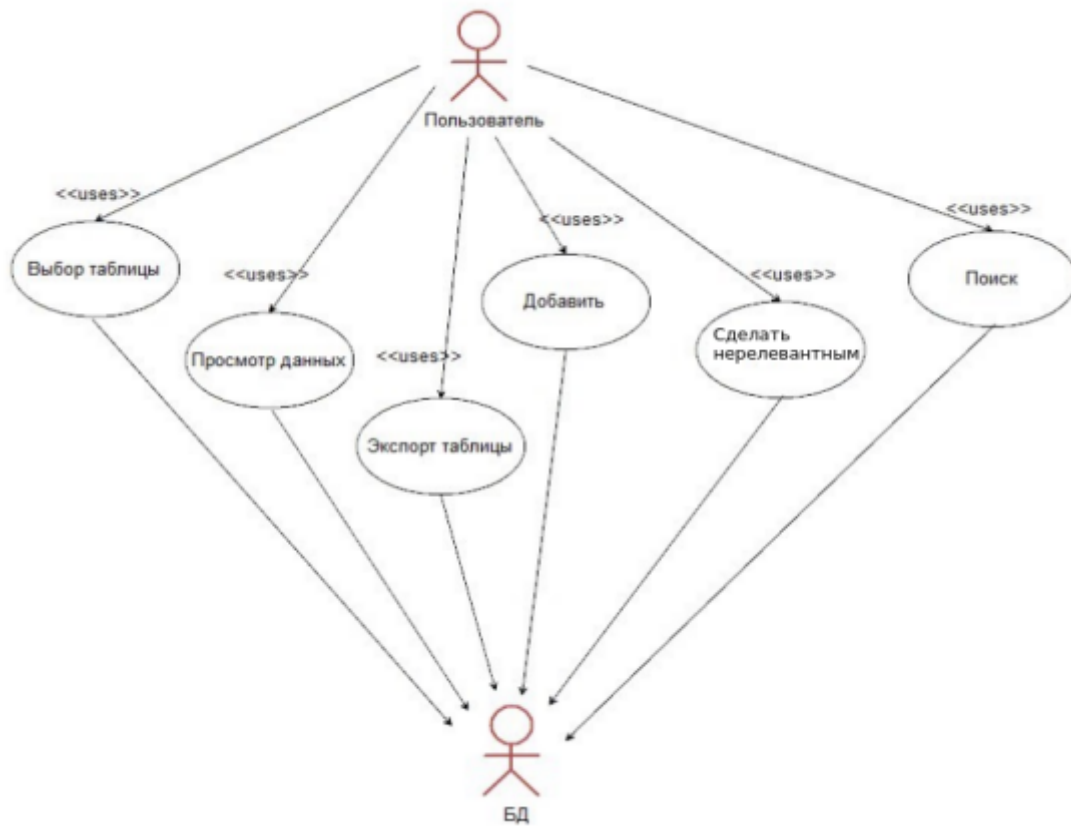 Пользователь
<<uses>>
<<uses>>
<<uses>>
<<uses>>
<<uses>>
<<uses>>
Выбор таблицы
Просмотр данных
Экспорт таблицы
Добавить
Сделать
нерелевантным
Поиск
БД